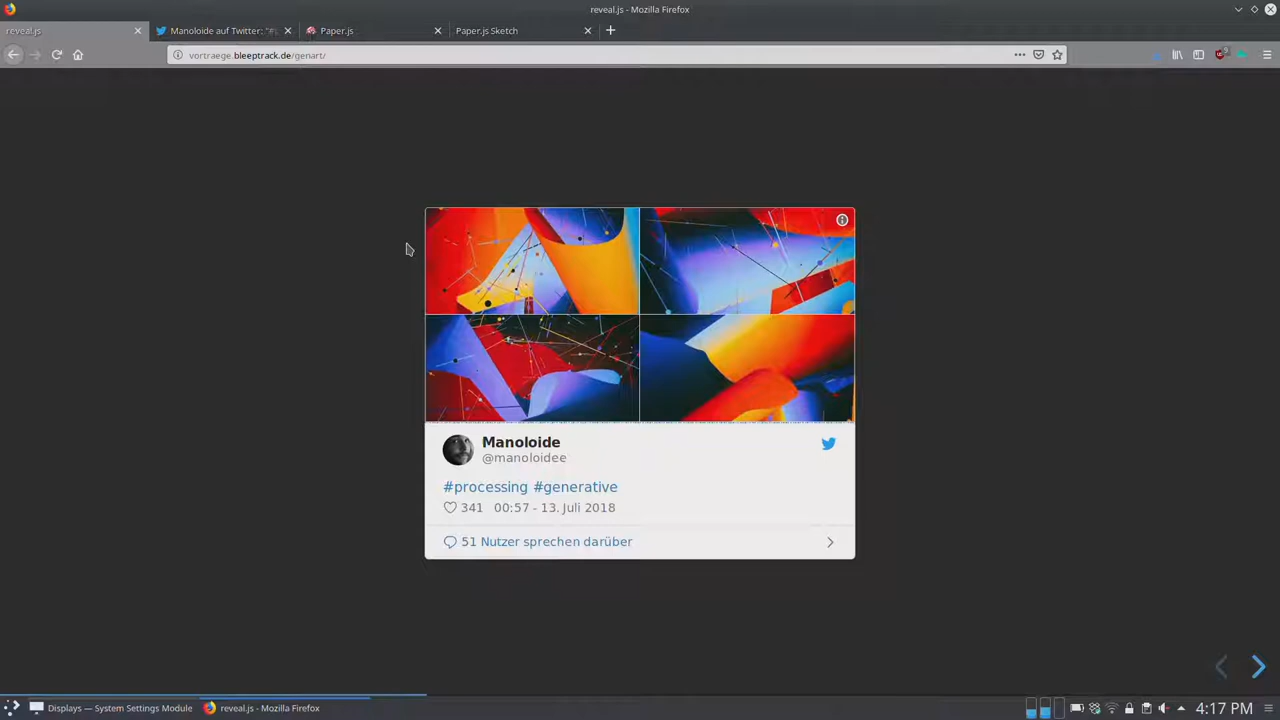 reveal.js - Mozilla Firefox
reveal.js
Manoloide auf Twitter: "#
Paper.js
Paper.js Sketch
vortraege.bleeptrack.de/genart/
Manoloide
@manoloidee
#processing #generative
341 00:57 - 13. Juli 2018
51 Nutzer sprechen darüber
Displays — System Settings Module
reveal.js - Mozilla Firefox
4:17 PM